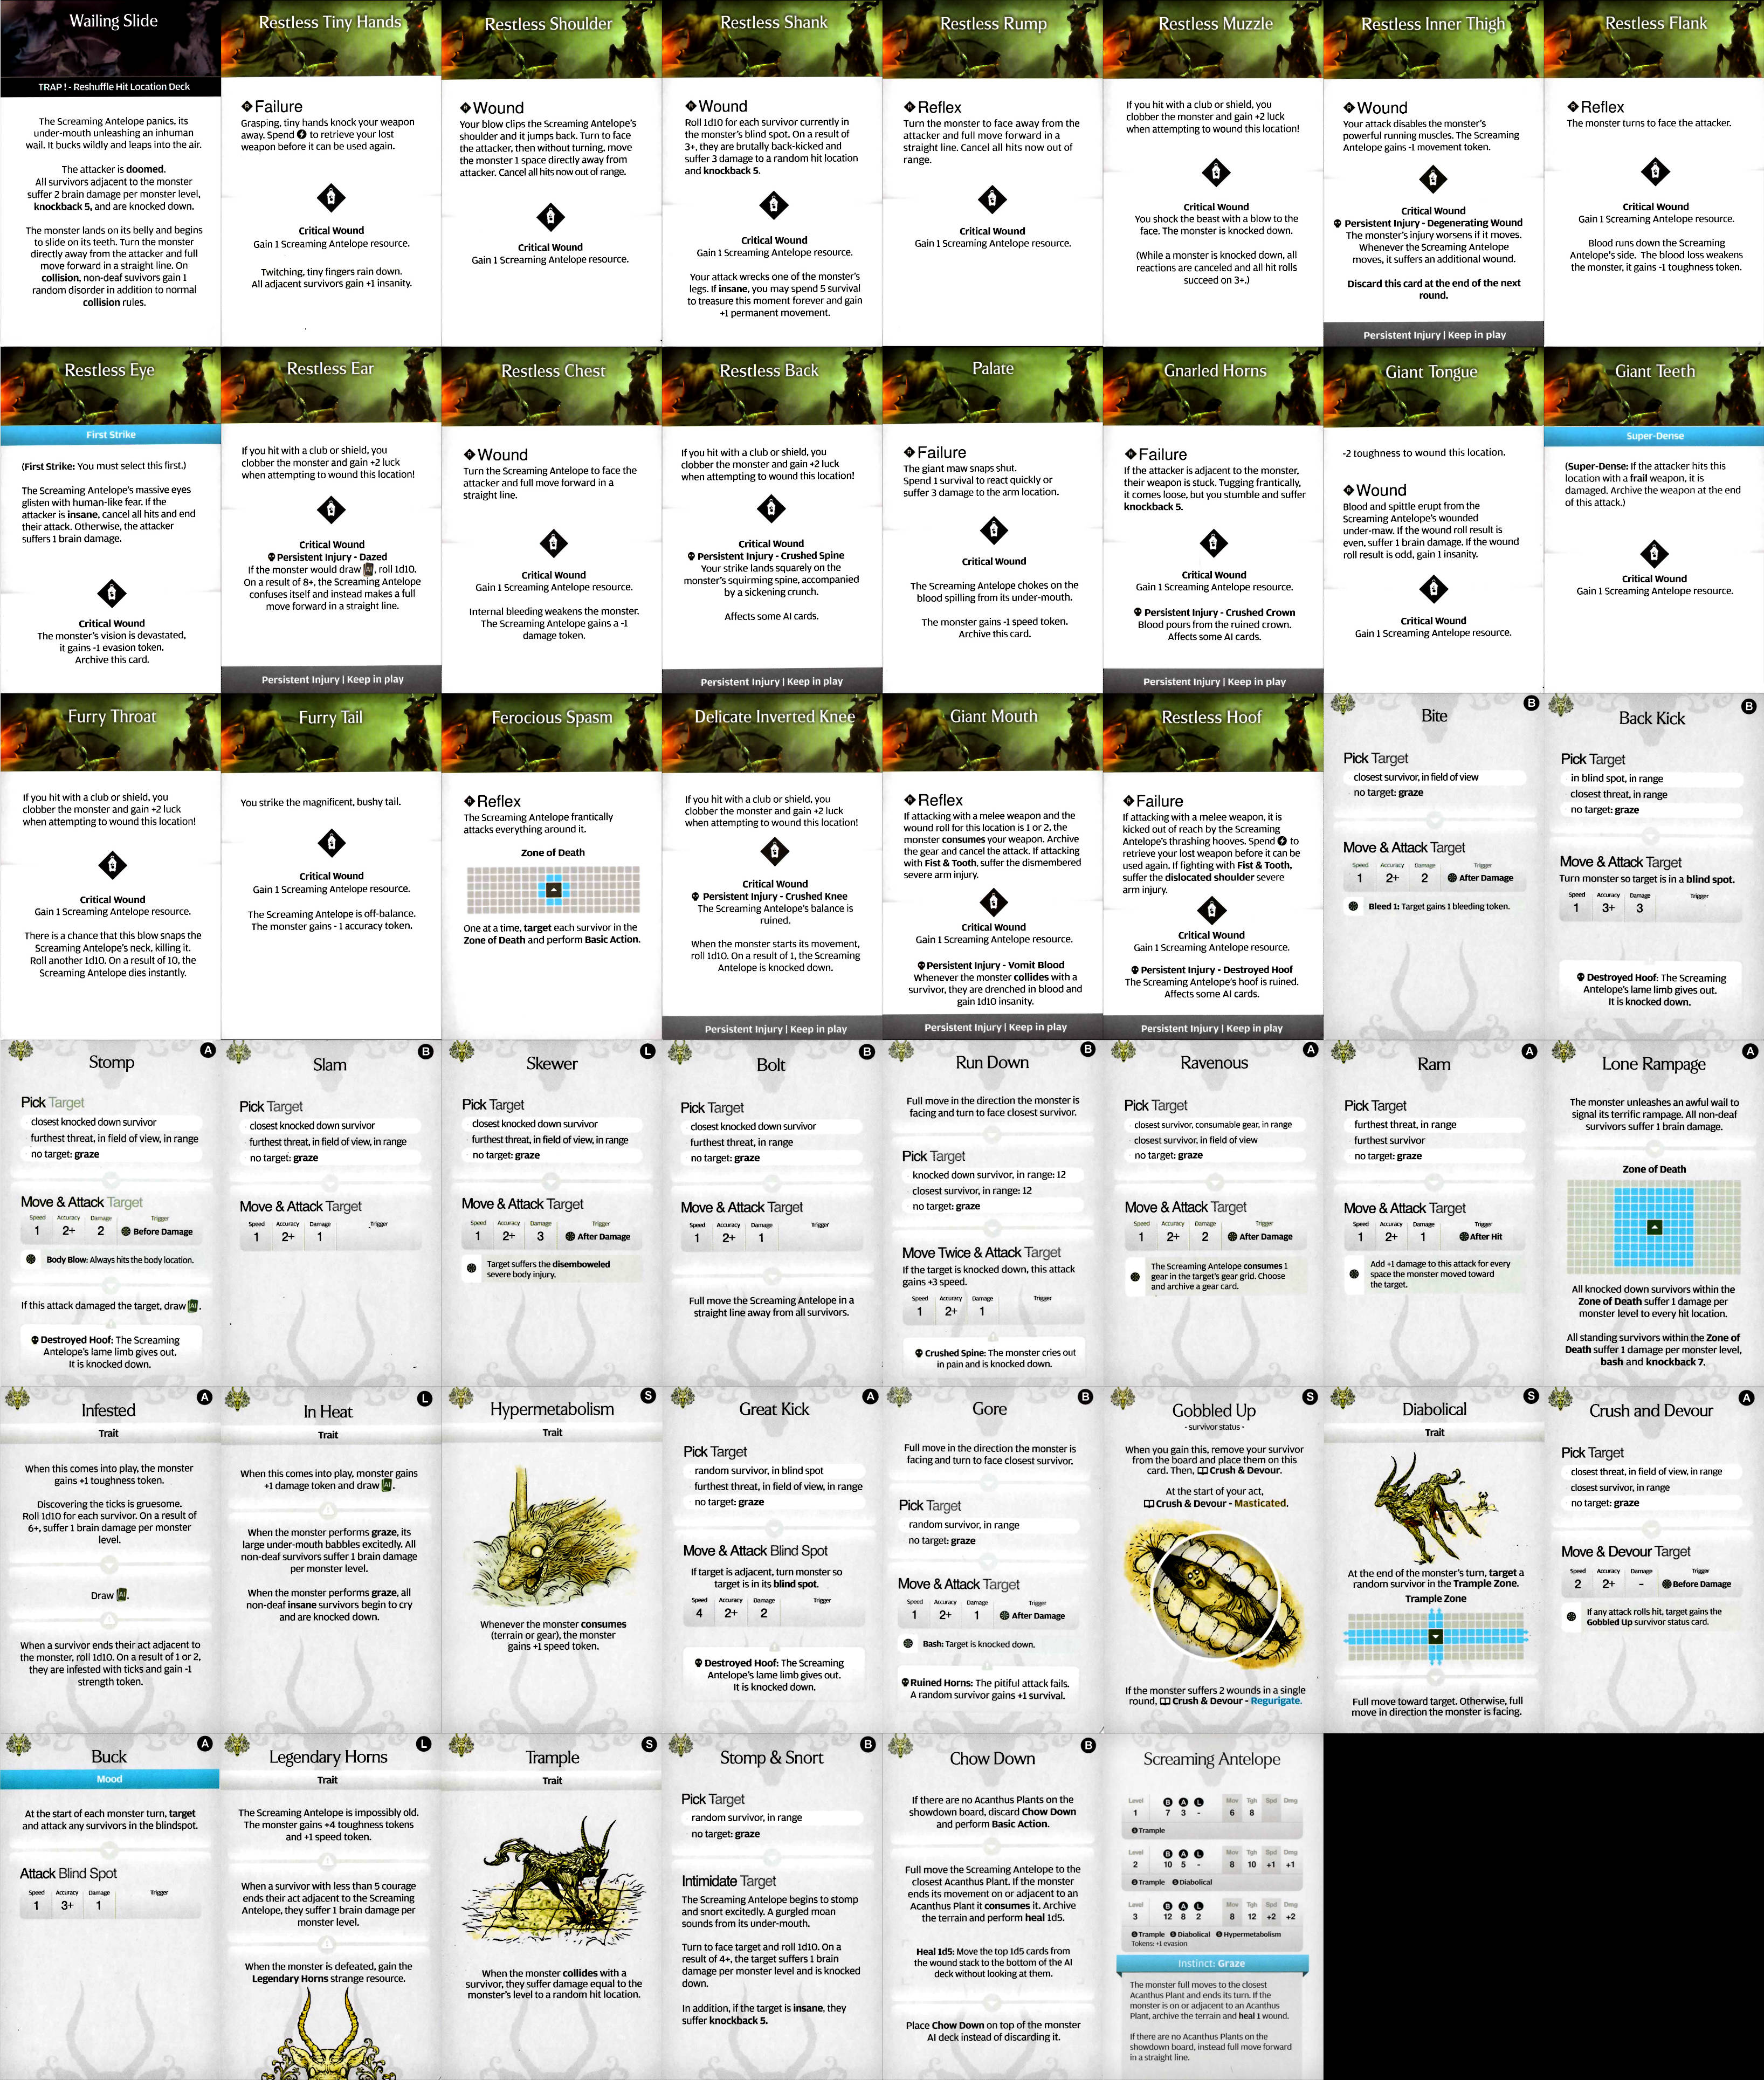 Wailing Slide
TRAP! - Reshuffle Hit Location Deck
The Screaming Antelope panics, its
under-mouth unleashing an inhuman
wail. It bucks wildly and leaps into the air.
The attacker is doomed.
All survivors adjacent to the monster
suffer 2 brain damage per monster level,
knockback 5, and are knocked down.
The monster lands on its belly and begins
to slide on its teeth. Turn the monster
directly away from the attacker and full
move forward in a straight line. On
collision, non-deaf suvivors gain 1
random disorder in addition to normal
collision rules.
Restless Tiny Hands
Failure
Grasping, tiny hands knock your weapon
away. Spend to retrieve your lost
weapon before it can be used again.
Critical Wound
Gain 1 Screaming Antelope resource.
Twitching, tiny fingers rain down.
All adjacent survivors gain +1 insanity.
Restless Shoulder
Wound
Your blow clips the Screaming Antelope's
shoulder and it jumps back. Turn to face
the attacker, then without turning, move
the monster 1 space directly away from
attacker. Cancel all hits now out of range.
Critical Wound
Gain 1 Screaming Antelope resource.
Restless Shank
Wound
Roll 1d10 for each survivor currently in
the monster's blind spot. On a result of
3+, they are brutally back-kicked and
suffer 3 damage to a random hit location
and knockback 5.
Critical Wound
Gain 1 Screaming Antelope resource.
Your attack wrecks one of the monster's
legs. If insane, you may spend 5 survival
to treasure this moment forever and gain
+1 permanent movement.
Restless Rump
Reflex
Turn the monster to face away from the
attacker and full move forward in a
straight line. Cancel all hits now out of
range.
Critical Wound
Gain 1 Screaming Antelope resource.
Restless Muzzle
If you hit with a club or shield, you
clobber the monster and gain +2 luck
when attempting to wound this location!
Critical Wound
You shock the beast with a blow to the
face. The monster is knocked down.
(While a monster is knocked down, all
reactions are canceled and all hit rolls
succeed on 3+.)
Restless Inner Thigh
Wound
Your attack disables the monster's
powerful running muscles. The Screaming
Antelope gains -1 movement token.
Critical Wound
Persistent Injury - Degenerating Wound
The monster's injury worsens if it moves.
Whenever the Screaming Antelope
moves, it suffers an additional wound.
Discard this card at the end of the next
round.
Persistent Injury | Keep in play
Restless Flank
Reflex
The monster turns to face the attacker.
Critical Wound
Gain 1 Screaming Antelope resource.
Blood runs down the Screaming
Antelope's side. The blood loss weakens
the monster, it gains -1 toughness token.
Restless Eye
First Strike
(First Strike: You must select this first.)
The Screaming Antelope's massive eyes
glisten with human-like fear. If the
attacker is insane, cancel all hits and end
their attack. Otherwise, the attacker
suffers 1 brain damage.
Critical Wound
The monster's vision is devastated,
it gains -1 evasion token.
Archive this card.
Restless Ear
If you hit with a club or shield, you
clobber the monster and gain +2 luck
when attempting to wound this location!
Critical Wound
Persistent Injury - Dazed
If the monster would draw AI, roll 1d10.
On a result of 8+, the Screaming Antelope
confuses itself and instead makes a full
move forward in a straight line.
Persistent Injury | Keep in play
Restless Chest
Wound
Turn the Screaming Antelope to face the
attacker and full move forward in a
straight line.
Critical Wound
Gain 1 Screaming Antelope resource.
Internal bleeding weakens the monster.
The Screaming Antelope gains a -1
damage token.
Restless Back
If you hit with a club or shield, you
clobber the monster and gain +2 luck
when attempting to wound this location!
Critical Wound
Persistent Injury - Crushed Spine
Your strike lands squarely on the
monster's squirming spine, accompanied
by a sickening crunch.
Affects some AI cards.
Persistent Injury | Keep in play
Palate
Failure
The giant maw snaps shut.
Spend 1 survival to react quickly or
suffer 3 damage to the arm location.
Critical Wound
The Screaming Antelope chokes on the
blood spilling from its under-mouth.
The monster gains -1 speed token.
Archive this card.
Gnarled Horns
Failure
If the attacker is adjacent to the monster,
their weapon is stuck. Tugging frantically,
it comes loose, but you stumble and suffer
knockback 5.
Critical Wound
Gain 1 Screaming Antelope resource.
Persistent Injury - Crushed Crown
Blood pours from the ruined crown.
Affects some AI cards.
Persistent Injury | Keep in play
Giant Tongue
-2 toughness to wound this location.
Wound
Blood and spittle erupt from the
Screaming Antelope's wounded
under-maw. If the wound roll result is
even, suffer 1 brain damage. If the wound
roll result is odd, gain 1 insanity.
Critical Wound
Gain 1 Screaming Antelope resource.
Giant Teeth
Super-Dense
(Super-Dense: If the attacker hits this
location with a frail weapon, it is
damaged. Archive the weapon at the end
of this attack.)
Critical Wound
Gain 1 Screaming Antelope resource.
Furry Throat
If you hit with a club or shield, you
clobber the monster and gain +2 luck
when attempting to wound this location!
Critical Wound
Gain 1 Screaming Antelope resource.
There is a chance that this blow snaps the
Screaming Antelope's neck, killing it.
Roll another 1d10. On a result of 10, the
Screaming Antelope dies instantly.
Furry Tail
You strike the magnificent, bushy tail.
Critical Wound
Gain 1 Screaming Antelope resource.
The Screaming Antelope is off-balance.
The monster gains - 1 accuracy token.
Ferocious Spasm
Reflex
The Screaming Antelope frantically
attacks everything around it.
Zone of Death
One at a time, target each survivor in the
Zone of Death and perform Basic Action.
Delicate Inverted Knee
If you hit with a club or shield, you
clobber the monster and gain +2 luck
when attempting to wound this location!
Critical Wound
Persistent Injury - Crushed Knee
The Screaming Antelope's balance is
ruined.
When the monster starts its movement,
roll 1d10. On a result of 1, the Screaming
Antelope is knocked down.
Persistent Injury | Keep in play
Giant Mouth
Reflex
If attacking with a melee weapon and the
wound roll for this location is 1 or 2, the
monster consumes your weapon. Archive
the gear and cancel the attack. If attacking
with Fist & Tooth, suffer the dismembered
severe arm injury.
Critical Wound
Gain 1 Screaming Antelope resource.
Persistent Injury - Vomit Blood
Whenever the monster collides with a
survivor, they are drenched in blood and
gain 1d10 insanity.
Persistent Injury | Keep in play
Restless Hoof
Failure
If attacking with a melee weapon, it is
kicked out of reach by the Screaming
Antelope's thrashing hooves. Spend to
retrieve your lost weapon before it can be
used again. If fighting with Fist & Tooth,
suffer the dislocated shoulder severe
arm injury.
Critical Wound
Gain 1 Screaming Antelope resource.
Persistent Injury - Destroyed Hoof
The Screaming Antelope's hoof is ruined.
Affects some AI cards.
Persistent Injury | Keep in play
B
Bite
Pick Target
closest survivor, in field of view
no target: graze
Move & Attack Target
Speed Accuracy Damage Trigger
1 2+ 2 After Damage
Bleed 1: Target gains 1 bleeding token.
B
Back Kick
Pick Target
in blind spot, in range
closest threat, in range
no target: graze
Move & Attack Target
Turn monster so target is in a blind spot.
Speed Accuracy Damage Trigger
1 3+ 3
Destroyed Hoof: The Screaming
Antelope's lame limb gives out.
It is knocked down.
A
Stomp
Pick Target
closest knocked down survivor
furthest threat, in field of view, in range
no target: graze
Move & Attack Target
Speed Accuracy Damage Trigger
1 2+ 2 Before Damage
Body Blow: Always hits the body location.
If this attack damaged the target, draw AI.
Destroyed Hoof: The Screaming
Antelope's lame limb gives out.
It is knocked down.
B
Slam
Pick Target
closest knocked down survivor
furthest threat, in field of view, in range
no target: graze
Move & Attack Target
Speed Accuracy Damage Trigger
1 2+ 1
L
Skewer
Pick Target
closest knocked down survivor
furthest threat, in field of view, in range
no target: graze
Move & Attack Target
Speed Accuracy Damage Trigger
1 2+ 3 After Damage
Target suffers the disemboweled
severe body injury.
B
Bolt
Pick Target
closest knocked down survivor
furthest threat, in range
no target: graze
Move & Attack Target
Speed Accuracy Damage Trigger
1 2+ 1
Full move the Screaming Antelope in a
straight line away from all survivors.
B
Run Down
Full move in the direction the monster is
facing and turn to face closest survivor.
Pick Target
knocked down survivor, in range: 12
closest survivor, in range: 12
no target: graze
Move Twice & Attack Target
If the target is knocked down, this attack
gains +3 speed.
Speed Accuracy Damage Trigger
1 2+ 1
Crushed Spine: The monster cries out
in pain and is knocked down.
A
Ravenous
Pick Target
closest survivor, consumable gear, in range
closest survivor, in field of view
no target: graze
Move & Attack Target
Speed Accuracy Damage Trigger
1 2+ 2 After Damage
The Screaming Antelope consumes 1
gear in the target's gear grid. Choose
and archive a gear card.
A
Ram
Pick Target
furthest threat, in range
furthest survivor
no target: graze
Move & Attack Target
Speed Accuracy Damage Trigger
1 2+ 1 After Hit
Add +1 damage to this attack for every
space the monster moved toward
the target.
A
Lone Rampage
The monster unleashes an awful wail to
signal its terrific rampage. All non-deaf
survivors suffer 1 brain damage.
Zone of Death
All knocked down survivors within the
Zone of Death suffer 1 damage per
monster level to every hit location.
All standing survivors within the Zone of
Death suffer 1 damage per monster level,
bash and knockback 7.
A
Infested
Trait
When this comes into play, the monster
gains +1 toughness token.
Discovering the ticks is gruesome.
Roll 1d10 for each survivor. On a result of
6+, suffer 1 brain damage per monster
level.
Draw AI.
When a survivor ends their act adjacent to
the monster, roll 1d10. On a result of 1 or 2,
they are infested with ticks and gain -1
strength token.
L
In Heat
Trait
When this comes into play, monster gains
+1 damage token and draw AI.
When the monster performs graze, its
large under-mouth babbles excitedly. All
non-deaf survivors suffer 1 brain damage
per monster level.
When the monster performs graze, all
non-deaf insane survivors begin to cry
and are knocked down.
S
Hypermetabolism
Trait
Whenever the monster consumes
(terrain or gear), the monster
gains +1 speed token.
A
Great Kick
Pick Target
random survivor, in blind spot
furthest threat, in field of view, in range
no target: graze
Move & Attack Blind Spot
If target is adjacent, turn monster so
target is in its blind spot.
Speed Accuracy Damage Trigger
4 2+ 2
Destroyed Hoof: The Screaming
Antelope's lame limb gives out.
It is knocked down.
B
Gore
Full move in the direction the monster is
facing and turn to face closest survivor.
Pick Target
random survivor, in range
no target: graze
Move & Attack Target
Speed Accuracy Damage Trigger
1 2+ 1 After Damage
Bash: Target is knocked down.
Ruined Horns: The pitiful attack fails.
A random survivor gains +1 survival.
S
Gobbled Up
- survivor status -
When you gain this, remove your survivor
from the board and place them on this
card. Then, Crush & Devour.
At the start of your act,
Crush & Devour - Masticated.
If the monster suffers 2 wounds in a single
round, Crush & Devour - Regurigate.
S
Diabolical
Trait
At the end of the monster's turn, target a
random survivor in the Trample Zone.
Trample Zone
Full move toward target. Otherwise, full
move in direction the monster is facing.
A
Crush and Devour
Pick Target
closest threat, in field of view, in range
closest survivor, in range
no target: graze
Move & Devour Target
Speed Accuracy Damage Trigger
2 2+ - Before Damage
If any attack rolls hit, target gains the
Gobbled Up survivor status card.
A
Buck
Mood
At the start of each monster turn, target
and attack any survivors in the blindspot.
Attack Blind Spot
Speed Accuracy Damage Trigger
1 3+ 1
L
Legendary Horns
Trait
The Screaming Antelope is impossibly old.
The monster gains +4 toughness tokens
and +1 speed token.
When a survivor with less than 5 courage
ends their act adjacent to the Screaming
Antelope, they suffer 1 brain damage per
monster level.
When the monster is defeated, gain the
Legendary Horns strange resource.
S
Trample
Trait
When the monster collides with a
survivor, they suffer damage equal to the
monster's level to a random hit location.
B
Stomp & Snort
Pick Target
random survivor, in range
no target: graze
Intimidate Target
The Screaming Antelope begins to stomp
and snort excitedly. A gurgled moan
sounds from its under-mouth.
Turn to face target and roll 1d10. On a
result of 4+, the target suffers 1 brain
damage per monster level and is knocked
down.
In addition, if the target is insane, they
suffer knockback 5.
B
Chow Down
If there are no Acanthus Plants on the
showdown board, discard Chow Down
and perform Basic Action.
Full move the Screaming Antelope to the
closest Acanthus Plant. If the monster
ends its movement on or adjacent to an
Acanthus Plant it consumes it. Archive
the terrain and perform heal 1d5.
Heal 1d5: Move the top 1d5 cards from
the wound stack to the bottom of the AI
deck without looking at them.
Place Chow Down on top of the monster
AI deck instead of discarding it.
Screaming Antelope
Level B A L Mov Tgh Spd Dmg
1 7 3 - 6 8
S Trample
Level B A L Mov Tgh Spd Dmg
2 10 5 - 8 10 +1 +1
S Trample S Diabolical
Level B A L Mov Tgh Spd Dmg
3 12 8 2 8 12 +2 +2
S Trample S Diabolical S Hypermetabolism
Tokens: +1 evasion
Instinct: Graze
The monster full moves to the closest
Acanthus Plant and ends its turn. If the
monster is on or adjacent to an Acanthus
Plant, archive the terrain and heal 1 wound.
If there are no Acanthus Plants on the
showdown board, instead full move forward
in a straight line.